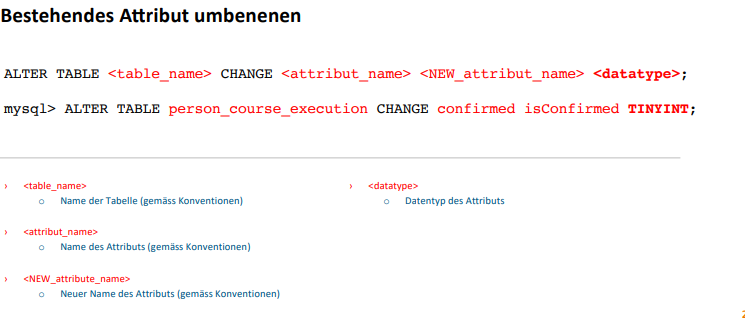 Bestehendes Attribut umbenenen
ALTER TABLE <table_name> CHANGE <attribut_name> <NEW_attribut_name> <datatype>;
mysql> ALTER TABLE person_course_execution CHANGE confirmed isConfirmed TINYINT;
› <table_name>
o Name der Tabelle (gemäss Konventionen)
› <attribut_name>
o Name des Attributs (gemäss Konventionen)
› <NEW_attribute_name>
o Neuer Name des Attributs (gemäss Konventionen)
› <datatype>
o Datentyp des Attributs